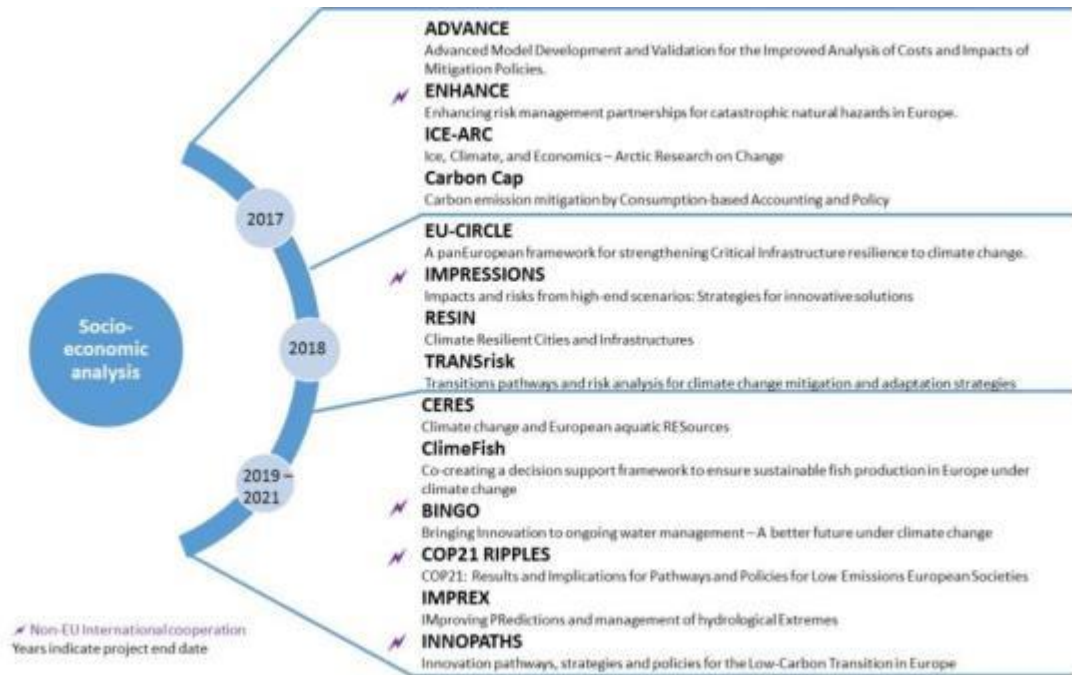 Socio-
economic
analysis
2017
ADVANCE
Advanced Model Development and Validation for the Improved Analysis of Costs and Impacts of
Mitigation Policies.
ENHANCE
Enhancing risk management partnerships for catastrophic natural hazards in Europe.
ICE-ARC
Ice, Climate, and Economics – Arctic Research on Change
Carbon Cap
Carbon emission mitigation by Consumption-based Accounting and Policy
2018
EU-CIRCLE
A panEuropean framework for strengthening Critical Infrastructure resilience to climate change.
IMPRESSIONS
Impacts and risks from high-end scenarios: Strategies for innovative solutions
RESIN
Climate Resilient Cities and Infrastructures
TRANSrisk
Transitions pathways and risk analysis for climate change mitigation and adaptation strategies
2019 –
2021
CERES
Climate change and European aquatic RESources
ClimeFish
Co-creating a decision support framework to ensure sustainable fish production in Europe under
climate change
BINGO
Bringing Innovation to ongoing water management – A better future under climate change
COP21 RIPPLES
COP21: Results and Implications for Pathways and Policies for Low Emissions European Societies
IMPREX
IMproving PRedictions and management of hydrological Extremes
INNOPATHS
Innovation pathways, strategies and policies for the Low-Carbon Transition in Europe
Non-EU International cooperation
Years indicate project end date